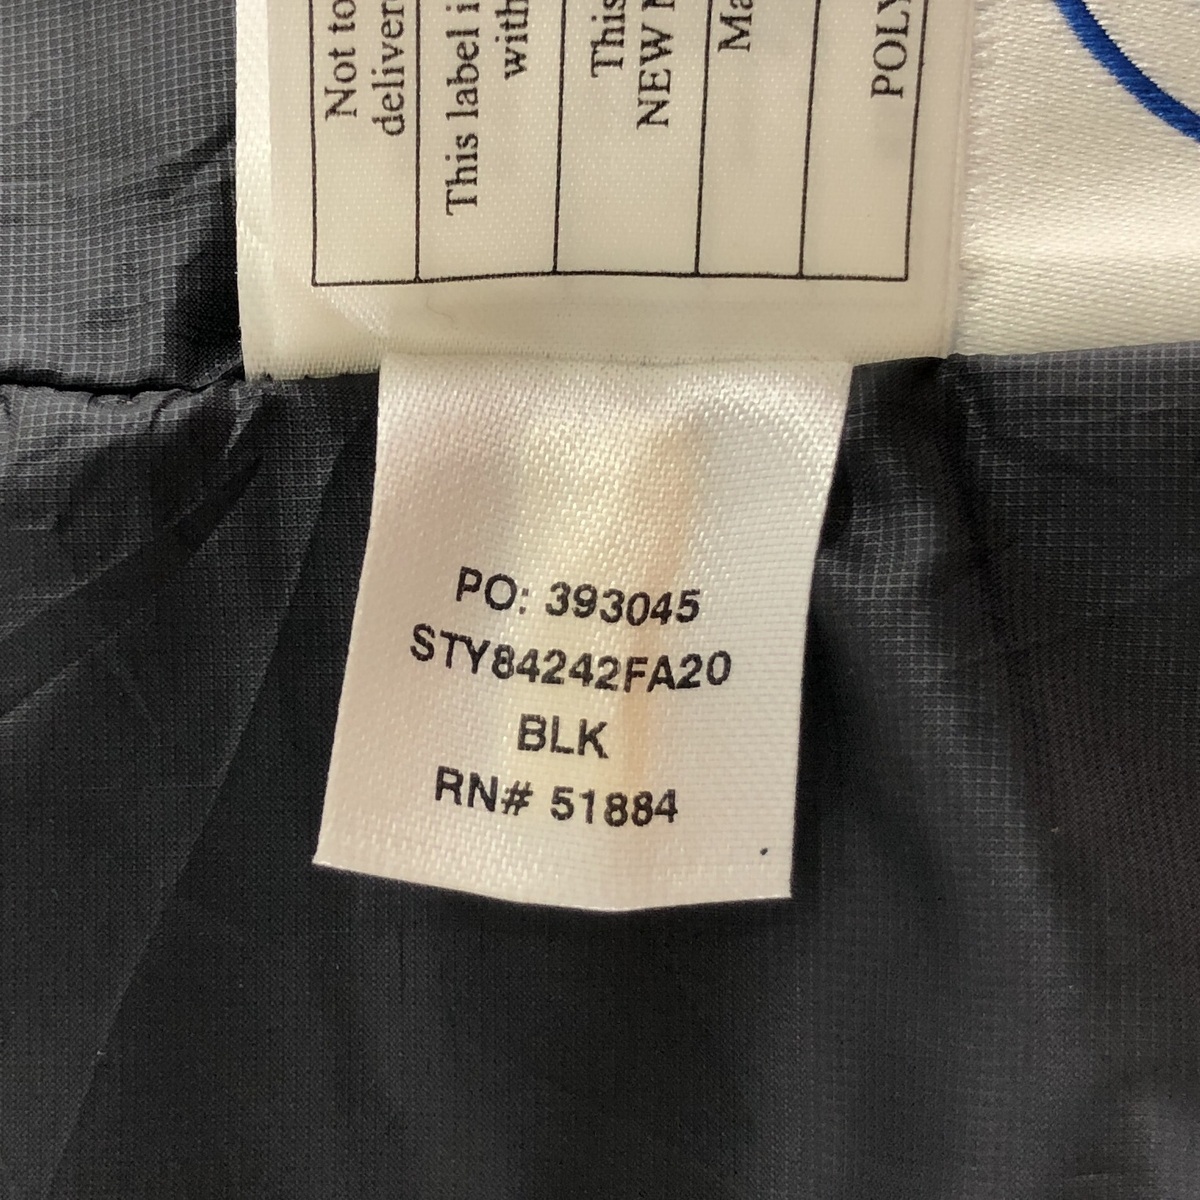 Not to
deliver
This label i
with
This
NEW
Ma
POLY
PO: 393045
STY84242FA20
BLK
RN# 51884